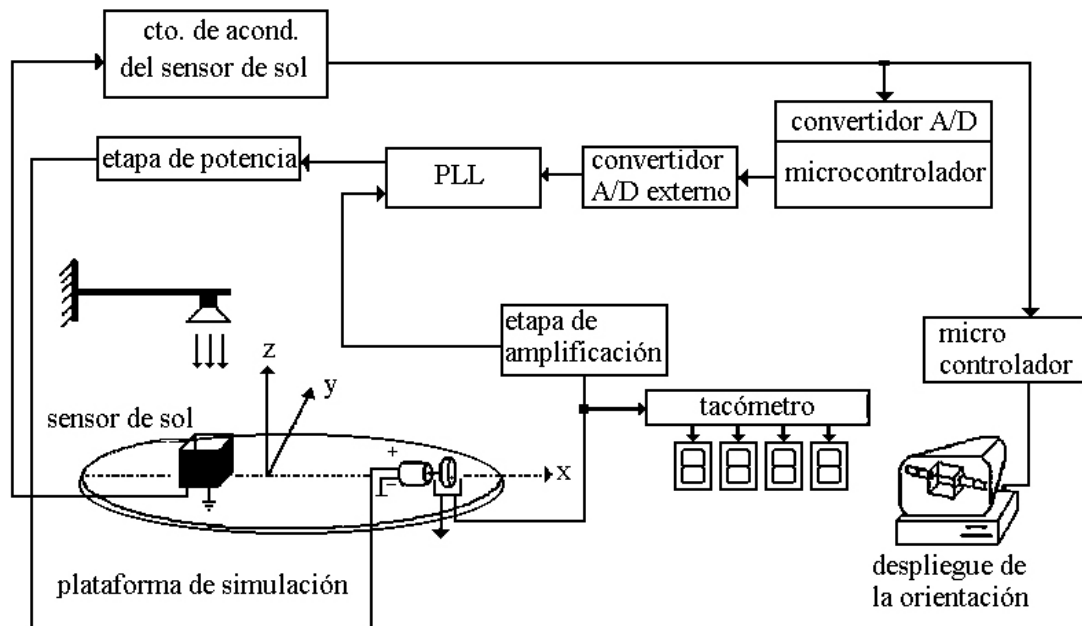 cto. de acond.
del sensor de sol
convertidor A/D
microcontrolador
etapa de potencia
PLL
convertidor
A/D externo
etapa de
amplificación
micro
controlador
z
y
sensor de sol
tacómetro
+
x
plataforma de simulación
despliegue de
la orientación